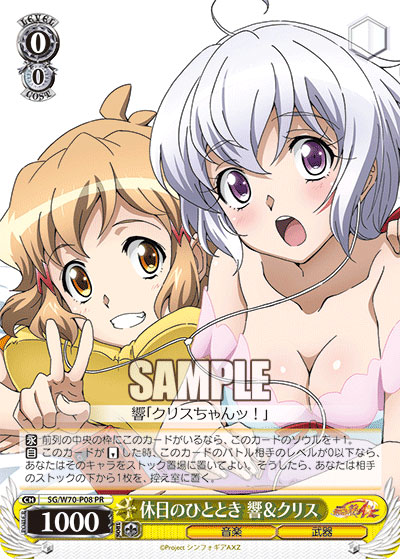 LEVEL
0
0
COST
SAMPLE
響「クリスちゃんッ！」
永 前列の中央の枠にこのカードがいるなら、このカードのソウルを＋1。
自 このカードが した時、このカードのバトル相手のレベルが0以下なら、
あなたはそのキャラをストック置場に置いてよい。そうしたら、あなたは相手
のストックの下から1枚を、控え室に置く。
CH SG/W70-P08 PR
POWER
1000
SOUL
休日のひととき 響＆クリス
音楽 武器
©Project シンフォギアAXZ